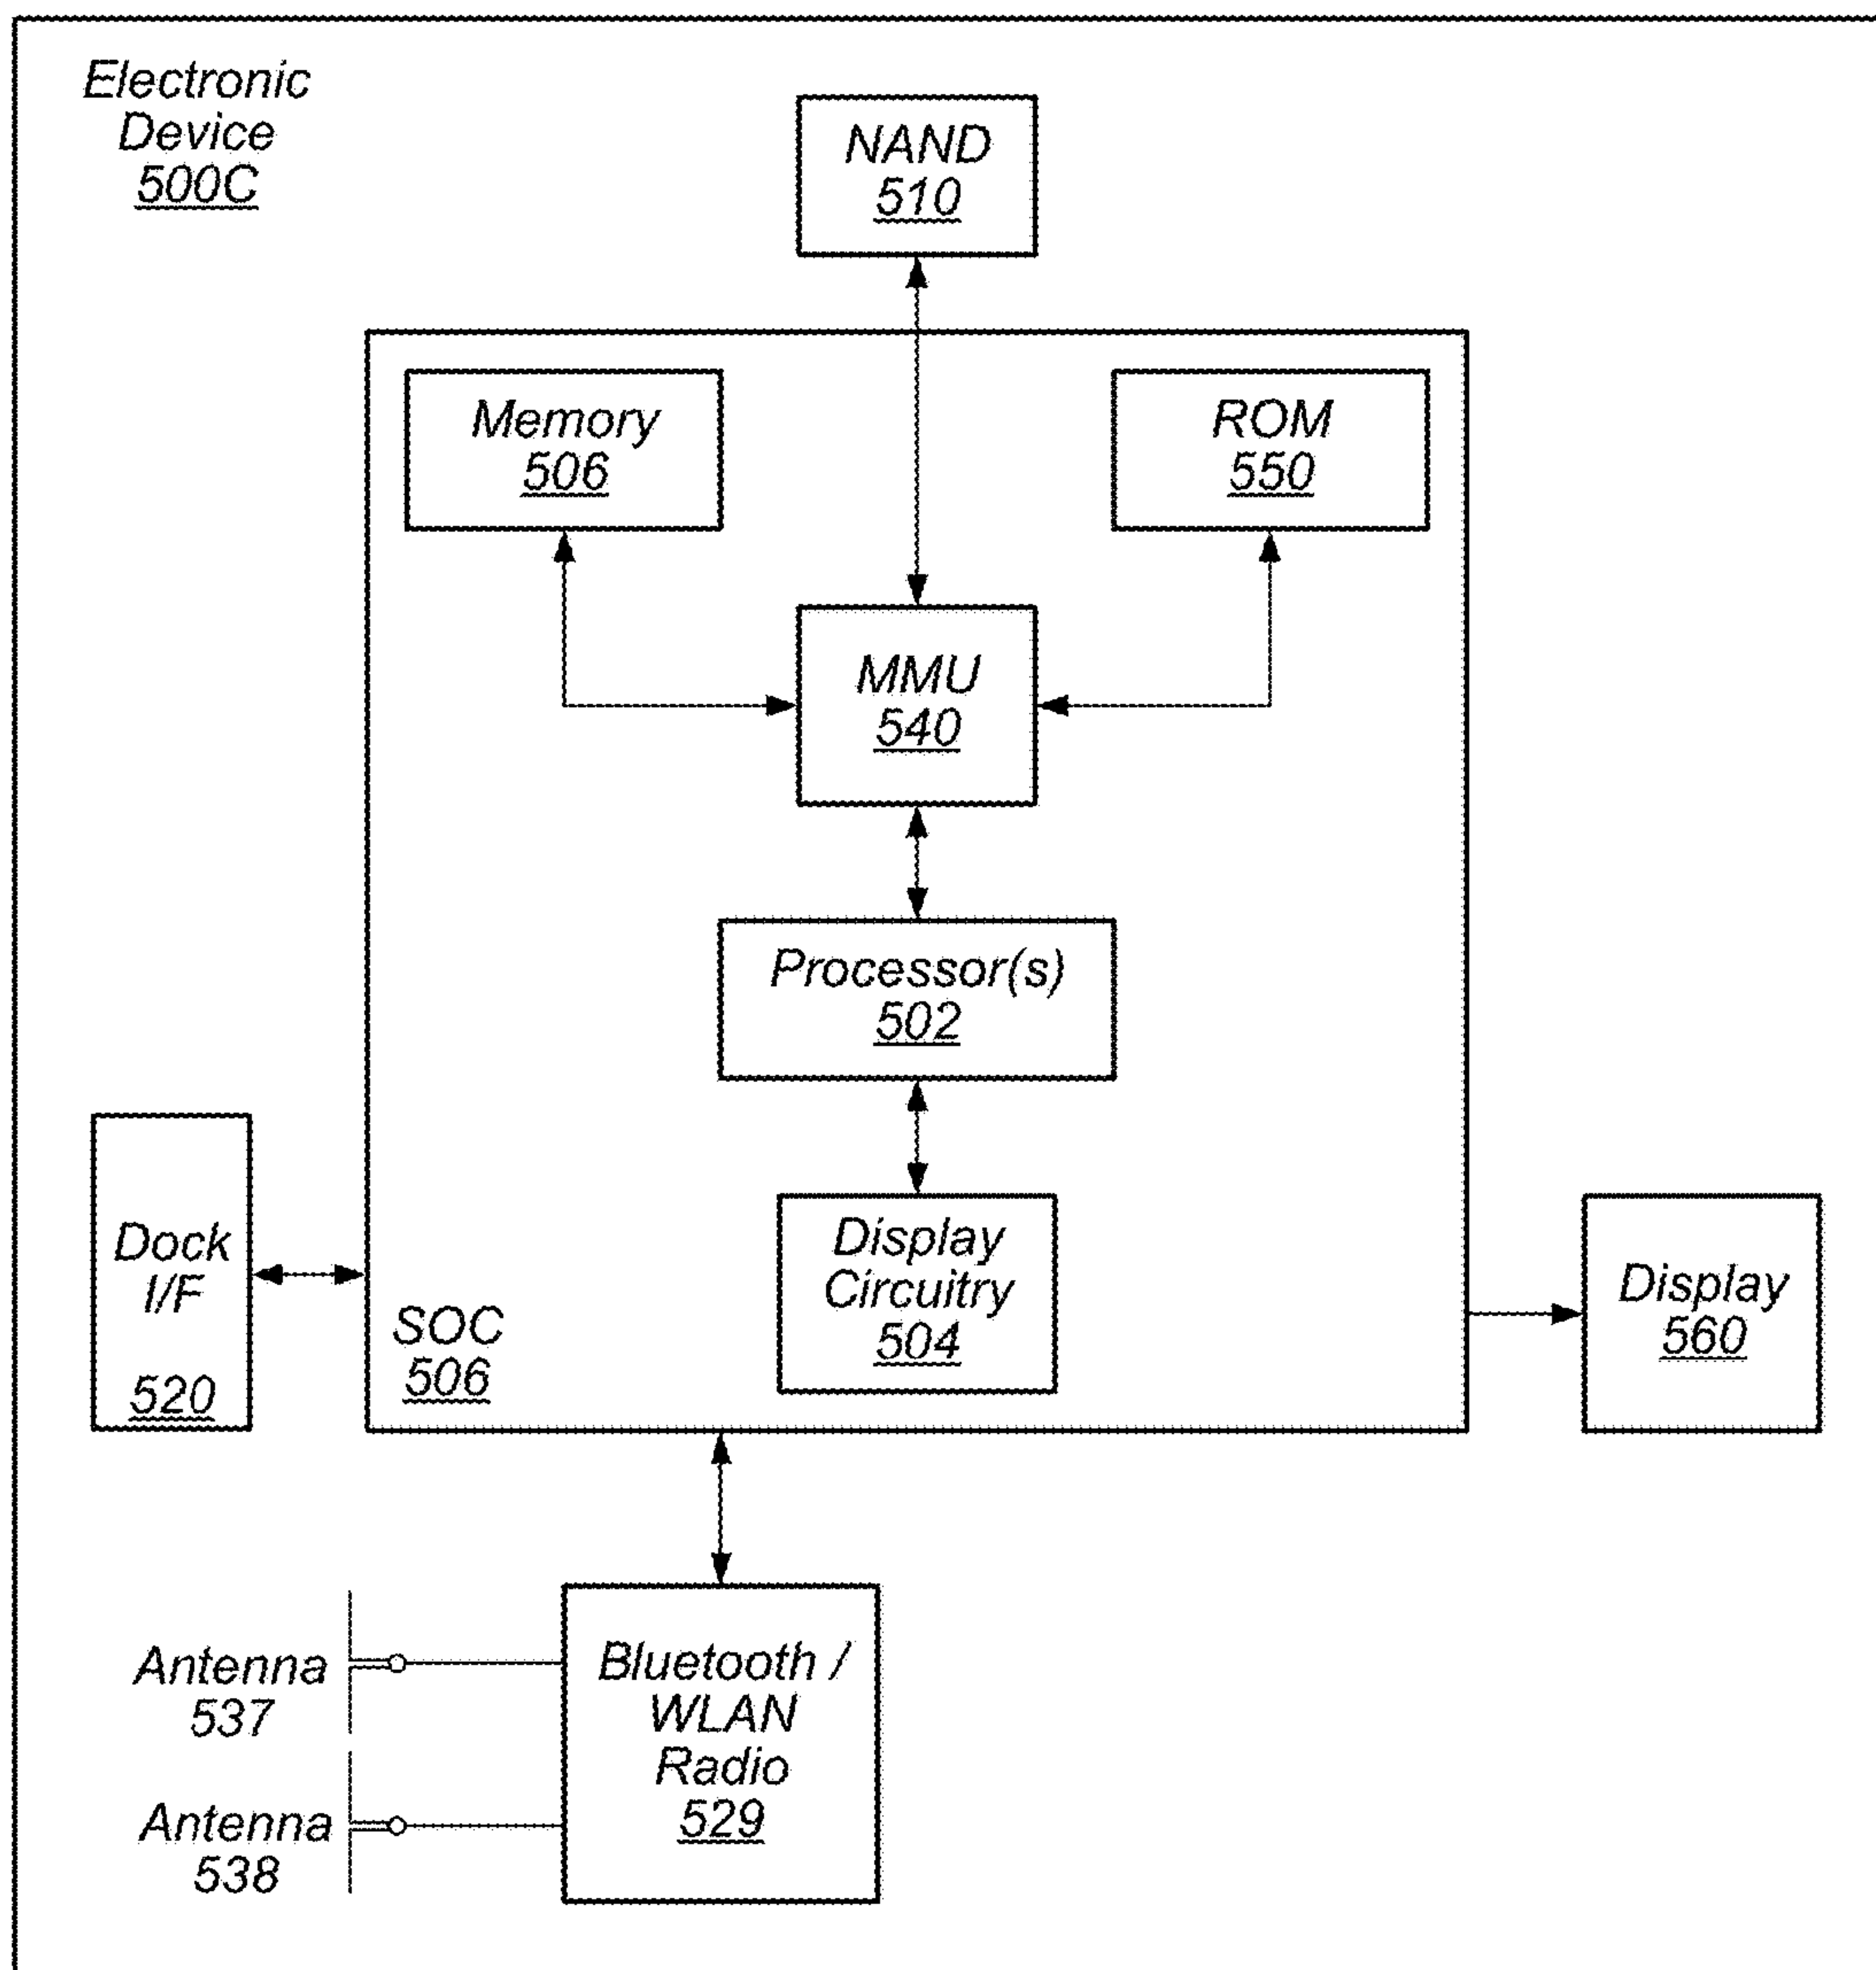 Electronic
Device
500C
NAND
510
Memory
506
ROM
550
MMU
540
Processor(s)
502
Display
Circuitry
504
Dock
I/F
520
SOC
506
Display
560
Antenna
537
Antenna
538
Bluetooth /
WLAN
Radio
529